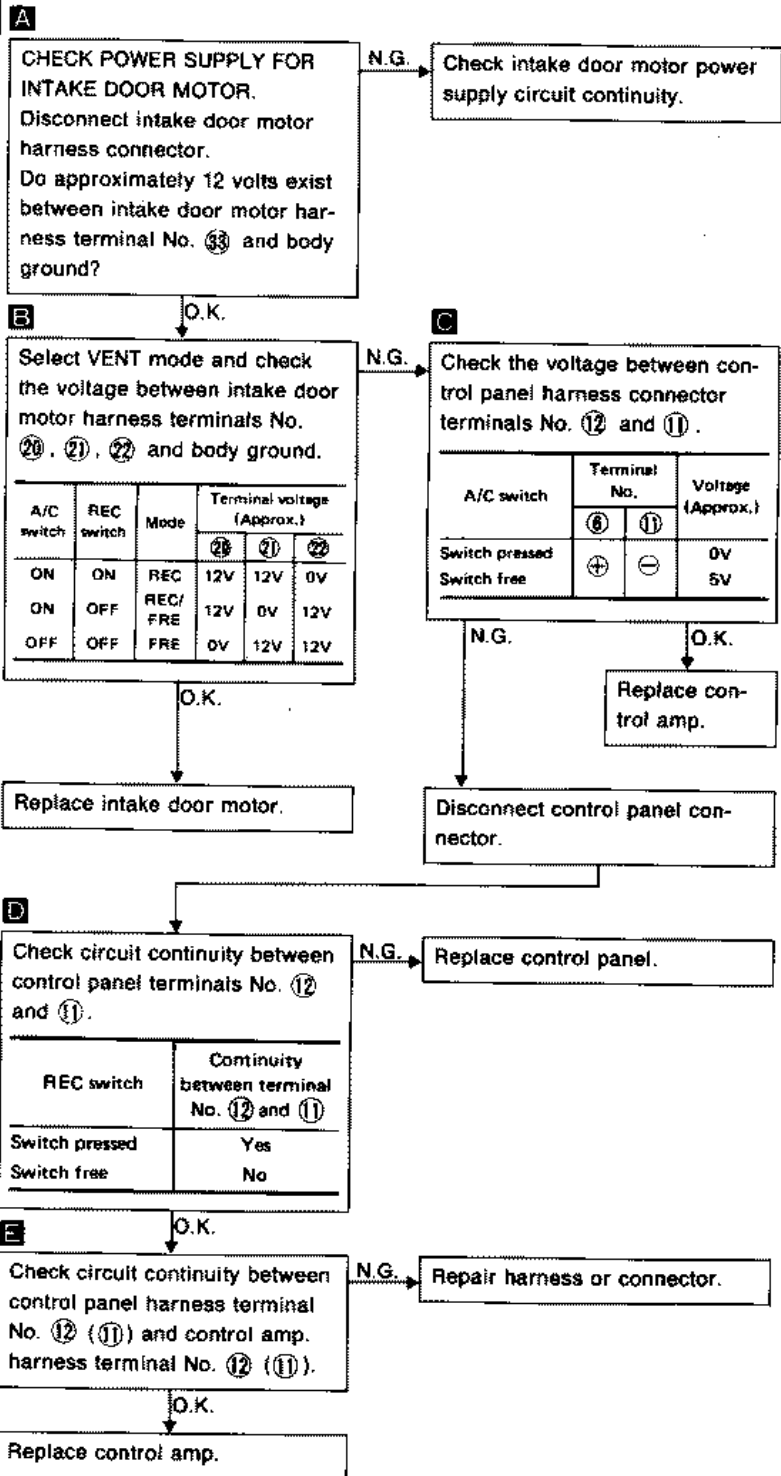 A
CHECK POWER SUPPLY FOR
INTAKE DOOR MOTOR.
Disconnect intake door motor
harness connector.
Do approximately 12 volts exist
between intake door motor har-
ness terminal No. ㉝ and body
ground?
N.G.
Check intake door motor power
supply circuit continuity.
O.K.
B
Select VENT mode and check
the voltage between intake door
motor harness terminals No.
⑳, ㉑, ㉒ and body ground.
A/C switch REC switch Mode Terminal voltage (Approx.)
⑳ ㉑ ㉒
ON ON REC 12V 12V 0V
ON OFF REC/FRE 12V 0V 12V
OFF OFF FRE 0V 12V 12V
N.G.
C
Check the voltage between con-
trol panel harness connector
terminals No. ⑫ and ⑪.
A/C switch Terminal No. Voltage (Approx.)
⑥ ⑪
Switch pressed ⊕ ⊖ 0V
Switch free 5V
N.G.
O.K.
Replace con-
trol amp.
O.K.
Replace intake door motor.
Disconnect control panel con-
nector.
D
Check circuit continuity between
control panel terminals No. ⑫
and ⑪.
REC switch Continuity between terminal No. ⑫ and ⑪
Switch pressed Yes
Switch free No
N.G.
Replace control panel.
O.K.
E
Check circuit continuity between
control panel harness terminal
No. ⑫ (⑪) and control amp.
harness terminal No. ⑫ (⑪).
N.G.
Repair harness or connector.
O.K.
Replace control amp.